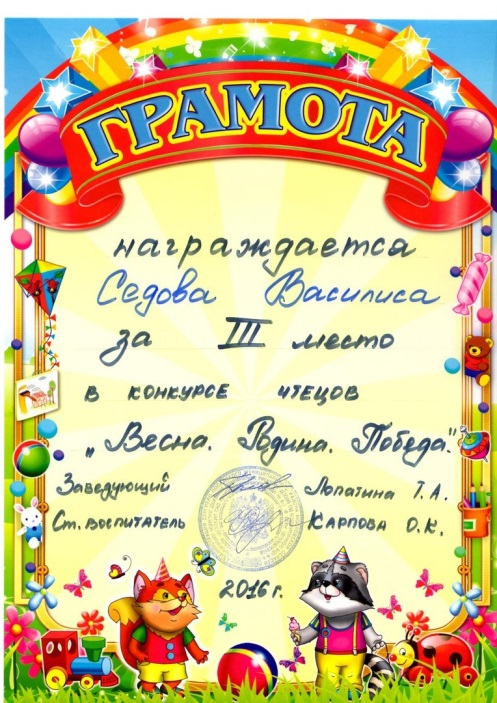 ГРАМОТА
награждается
Седова Василиса
за III место
в конкурсе чтецов
„Весна. Родина. Победа."
Заведующий Лопатина Т.А.
Ст. воспитатель Карпова О.К.
2016 г.